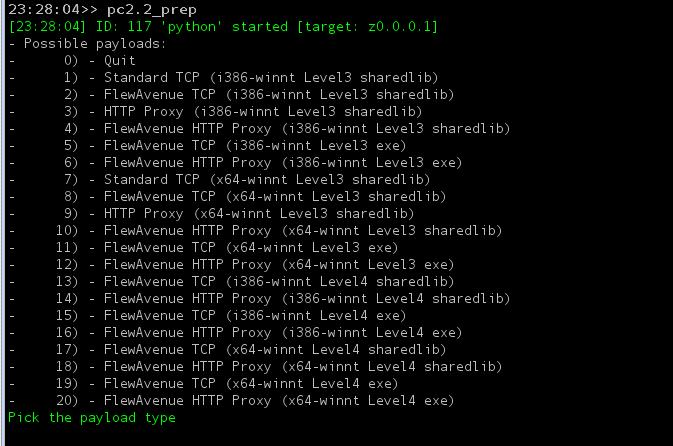 23:28:04>> pc2.2_prep
[23:28:04] ID: 117 'python' started [target: z0.0.0.1]
- Possible payloads:
-      0) - Quit
-      1) - Standard TCP (i386-winnt Level3 sharedlib)
-      2) - FlewAvenue TCP (i386-winnt Level3 sharedlib)
-      3) - HTTP Proxy (i386-winnt Level3 sharedlib)
-      4) - FlewAvenue HTTP Proxy (i386-winnt Level3 sharedlib)
-      5) - FlewAvenue TCP (i386-winnt Level3 exe)
-      6) - FlewAvenue HTTP Proxy (i386-winnt Level3 exe)
-      7) - Standard TCP (x64-winnt Level3 sharedlib)
-      8) - FlewAvenue TCP (x64-winnt Level3 sharedlib)
-      9) - HTTP Proxy (x64-winnt Level3 sharedlib)
-     10) - FlewAvenue HTTP Proxy (x64-winnt Level3 sharedlib)
-     11) - FlewAvenue TCP (x64-winnt Level3 exe)
-     12) - FlewAvenue HTTP Proxy (x64-winnt Level3 exe)
-     13) - FlewAvenue TCP (i386-winnt Level4 sharedlib)
-     14) - FlewAvenue HTTP Proxy (i386-winnt Level4 sharedlib)
-     15) - FlewAvenue TCP (i386-winnt Level4 exe)
-     16) - FlewAvenue HTTP Proxy (i386-winnt Level4 exe)
-     17) - FlewAvenue TCP (x64-winnt Level4 sharedlib)
-     18) - FlewAvenue HTTP Proxy (x64-winnt Level4 sharedlib)
-     19) - FlewAvenue TCP (x64-winnt Level4 exe)
-     20) - FlewAvenue HTTP Proxy (x64-winnt Level4 exe)
Pick the payload type